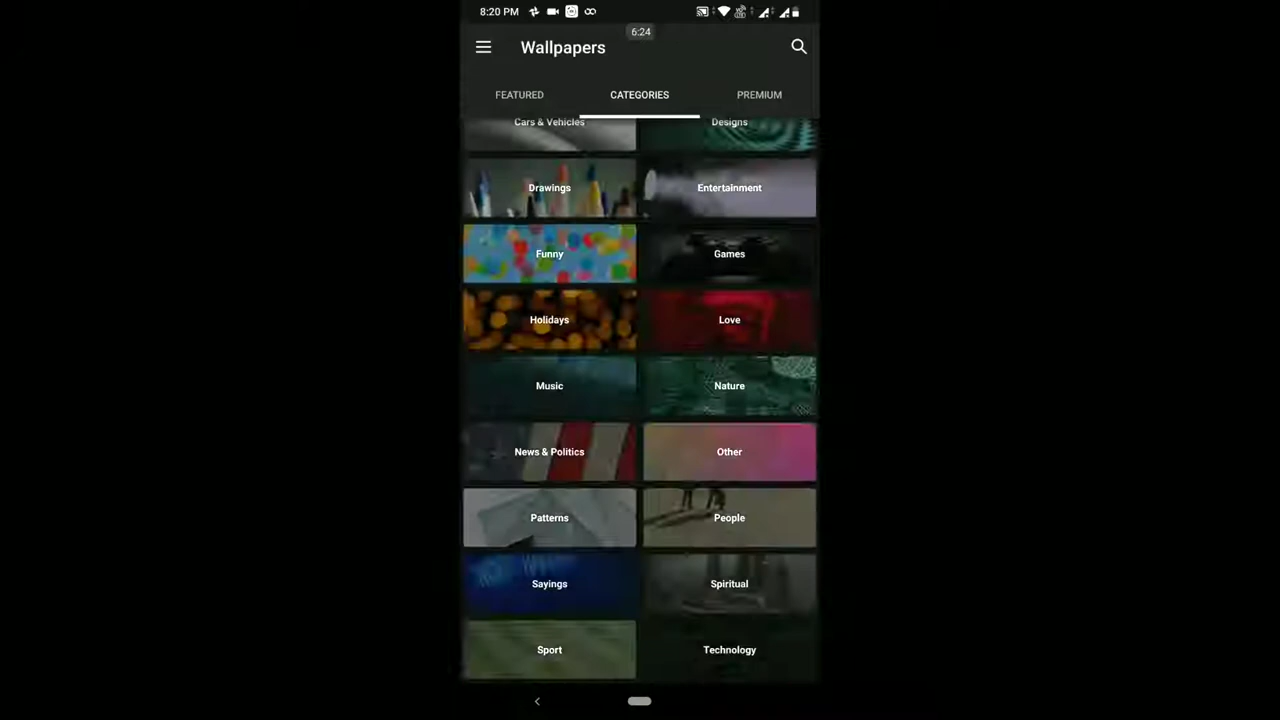 8:20 PM
6:24
Wallpapers
FEATURED CATEGORIES PREMIUM
Cars & Vehicles Designs
Drawings Entertainment
Funny Games
Holidays Love
Music Nature
News & Politics Other
Patterns People
Sayings Spiritual
Sport Technology